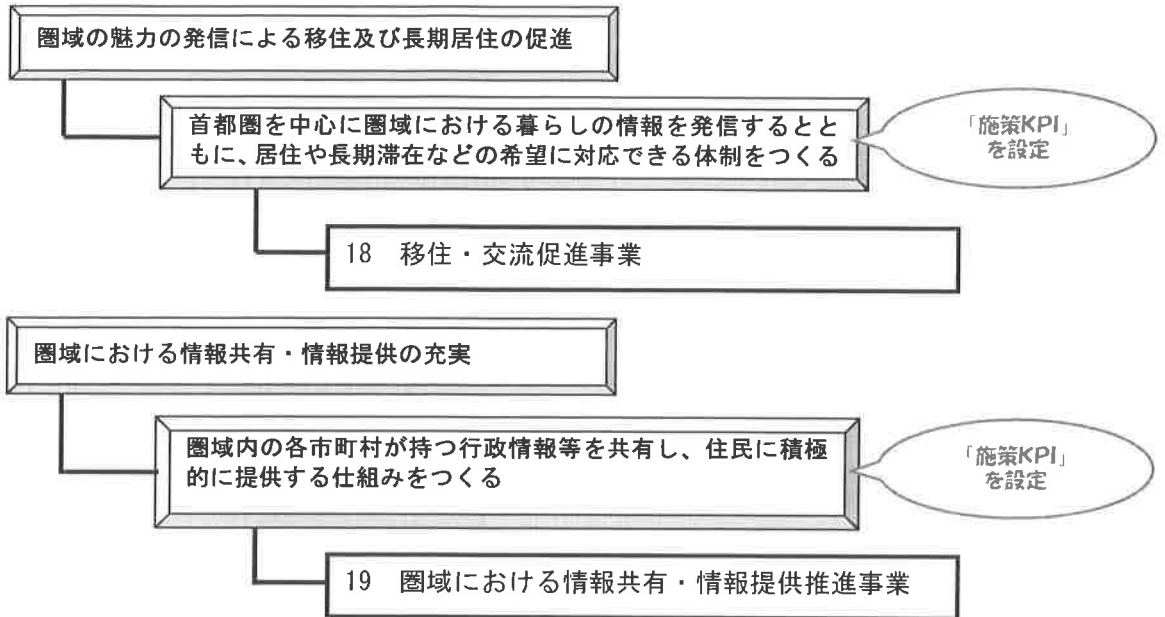 圏域の魅力の発信による移住及び長期居住の促進
首都圏を中心に圏域における暮らしの情報を発信するとと
もに、居住や長期滞在などの希望に対応できる体制をつくる
「施策KPI」
を設定
18 移住・交流促進事業
圏域における情報共有・情報提供の充実
圏域内の各市町村が持つ行政情報等を共有し、住民に積極
的に提供する仕組みをつくる
「施策KPI」
を設定
19 圏域における情報共有・情報提供推進事業